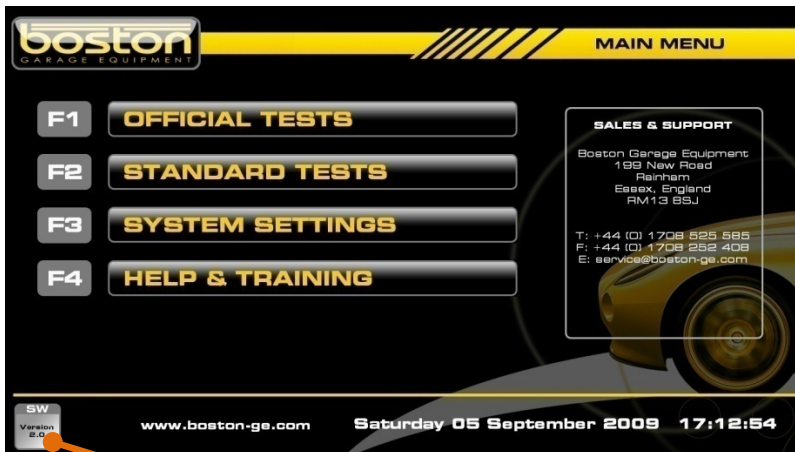 boston
GARAGE EQUIPMENT
MAIN MENU
F1 OFFICIAL TESTS
F2 STANDARD TESTS
F3 SYSTEM SETTINGS
F4 HELP & TRAINING
SALES & SUPPORT
Boston Garage Equipment
199 New Road
Rainham
Essex, England
RM13 8SJ
T: +44 (0) 1708 525 585
F: +44 (0) 1708 252 408
E: service@boston-ge.com
SW
Version
2.0
www.boston-ge.com
Saturday 05 September 2009 17:12:54